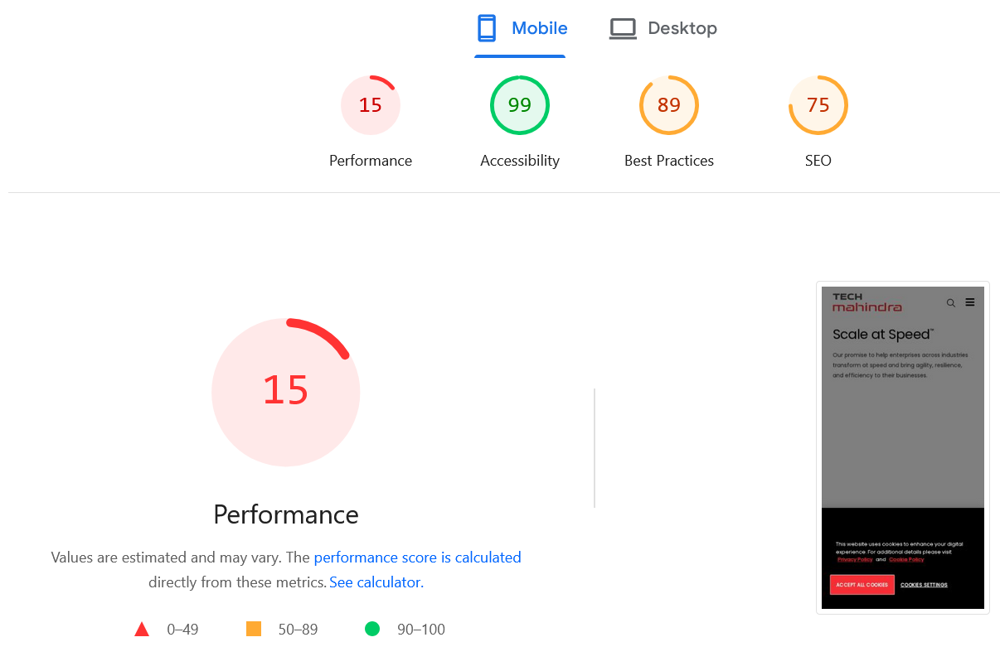 Mobile
Desktop
15
99
89
75
Performance
Accessibility
Best Practices
SEO
15
Performance
Values are estimated and may vary. The performance score is calculated
directly from these metrics. See calculator.
0–49
50–89
90–100
TECH
mahindra
Scale at Speed™
Our promise to help enterprises across industries
transform at speed and bring agility, resilience,
and efficiency to their businesses.
This website uses cookies to enhance your digital
experience. For additional details please visit
Privacy Policy and Cookie Policy
ACCEPT ALL COOKIES
COOKIES SETTINGS